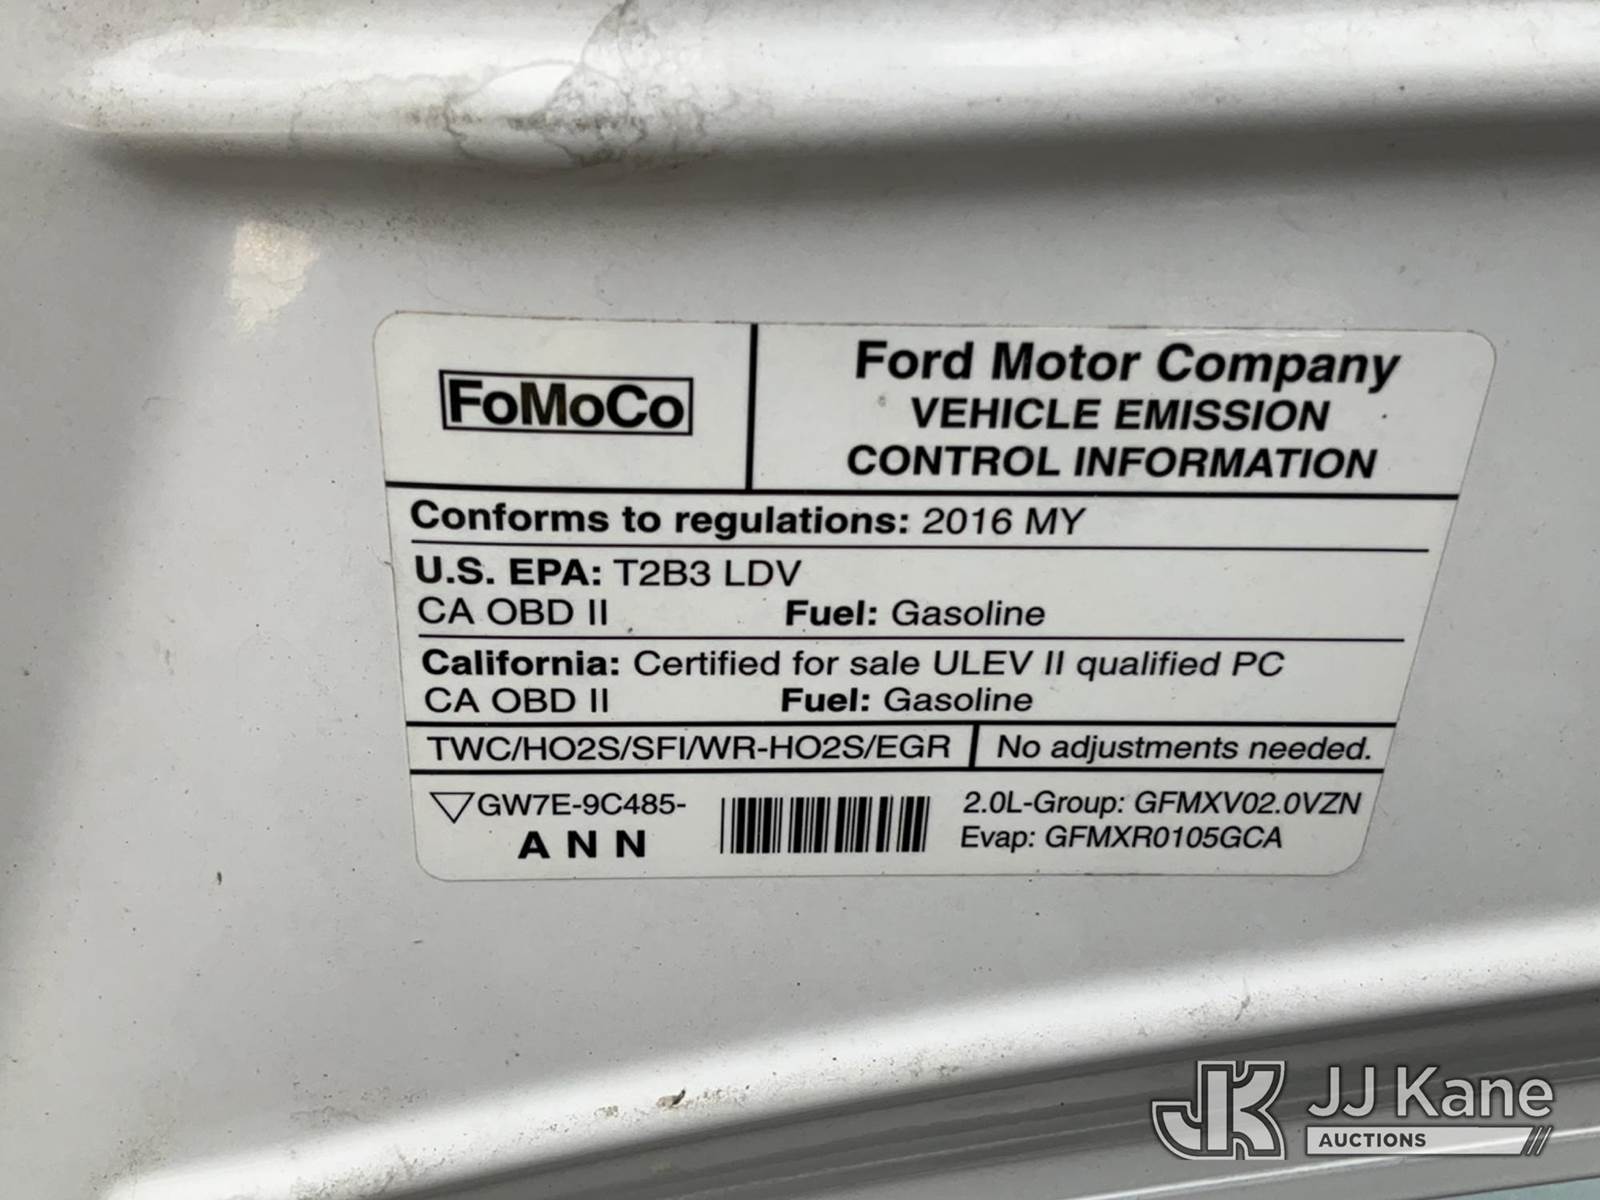 FoMoCo
Ford Motor Company
VEHICLE EMISSION
CONTROL INFORMATION
Conforms to regulations: 2016 MY
U.S. EPA: T2B3 LDV
CA OBD II Fuel: Gasoline
California: Certified for sale ULEV II qualified PC
CA OBD II Fuel: Gasoline
TWC/HO2S/SFI/WR-HO2S/EGR No adjustments needed.
GW7E-9C485-
ANN
2.0L-Group: GFMXV02.0VZN
Evap: GFMXR0105GCA
JK JJ Kane
AUCTIONS